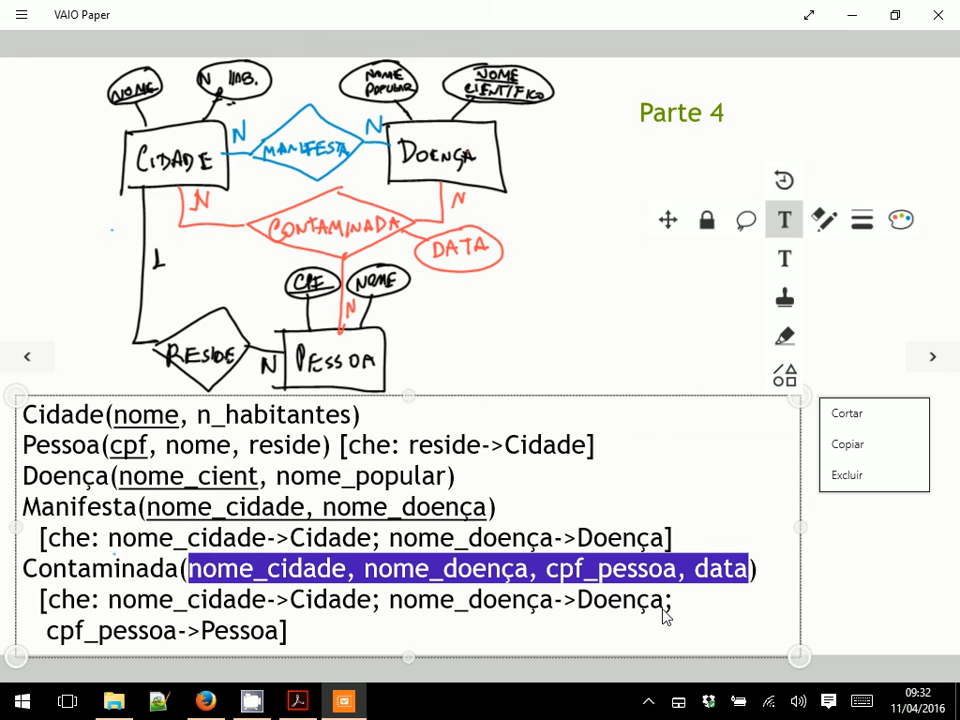 VAIO Paper
NOME
N HAB.
NOME POPULAR
NOME CIENTÍFICO
Parte 4
CIDADE
N
MANIFESTA
N
DOENÇA
N
CONTAMINADA
N
DATA
1
CPF
NOME
N
RESIDE
N
PESSOA
Cidade(nome, n_habitantes)
Pessoa(cpf, nome, reside) [che: reside->Cidade]
Doença(nome_cient, nome_popular)
Manifesta(nome_cidade, nome_doença)
[che: nome_cidade->Cidade; nome_doença->Doença]
Contaminada(nome_cidade, nome_doença, cpf_pessoa, data)
[che: nome_cidade->Cidade; nome_doença->Doença;
cpf_pessoa->Pessoa]
T
T
Cortar
Copiar
Excluir
09:32
11/04/2016